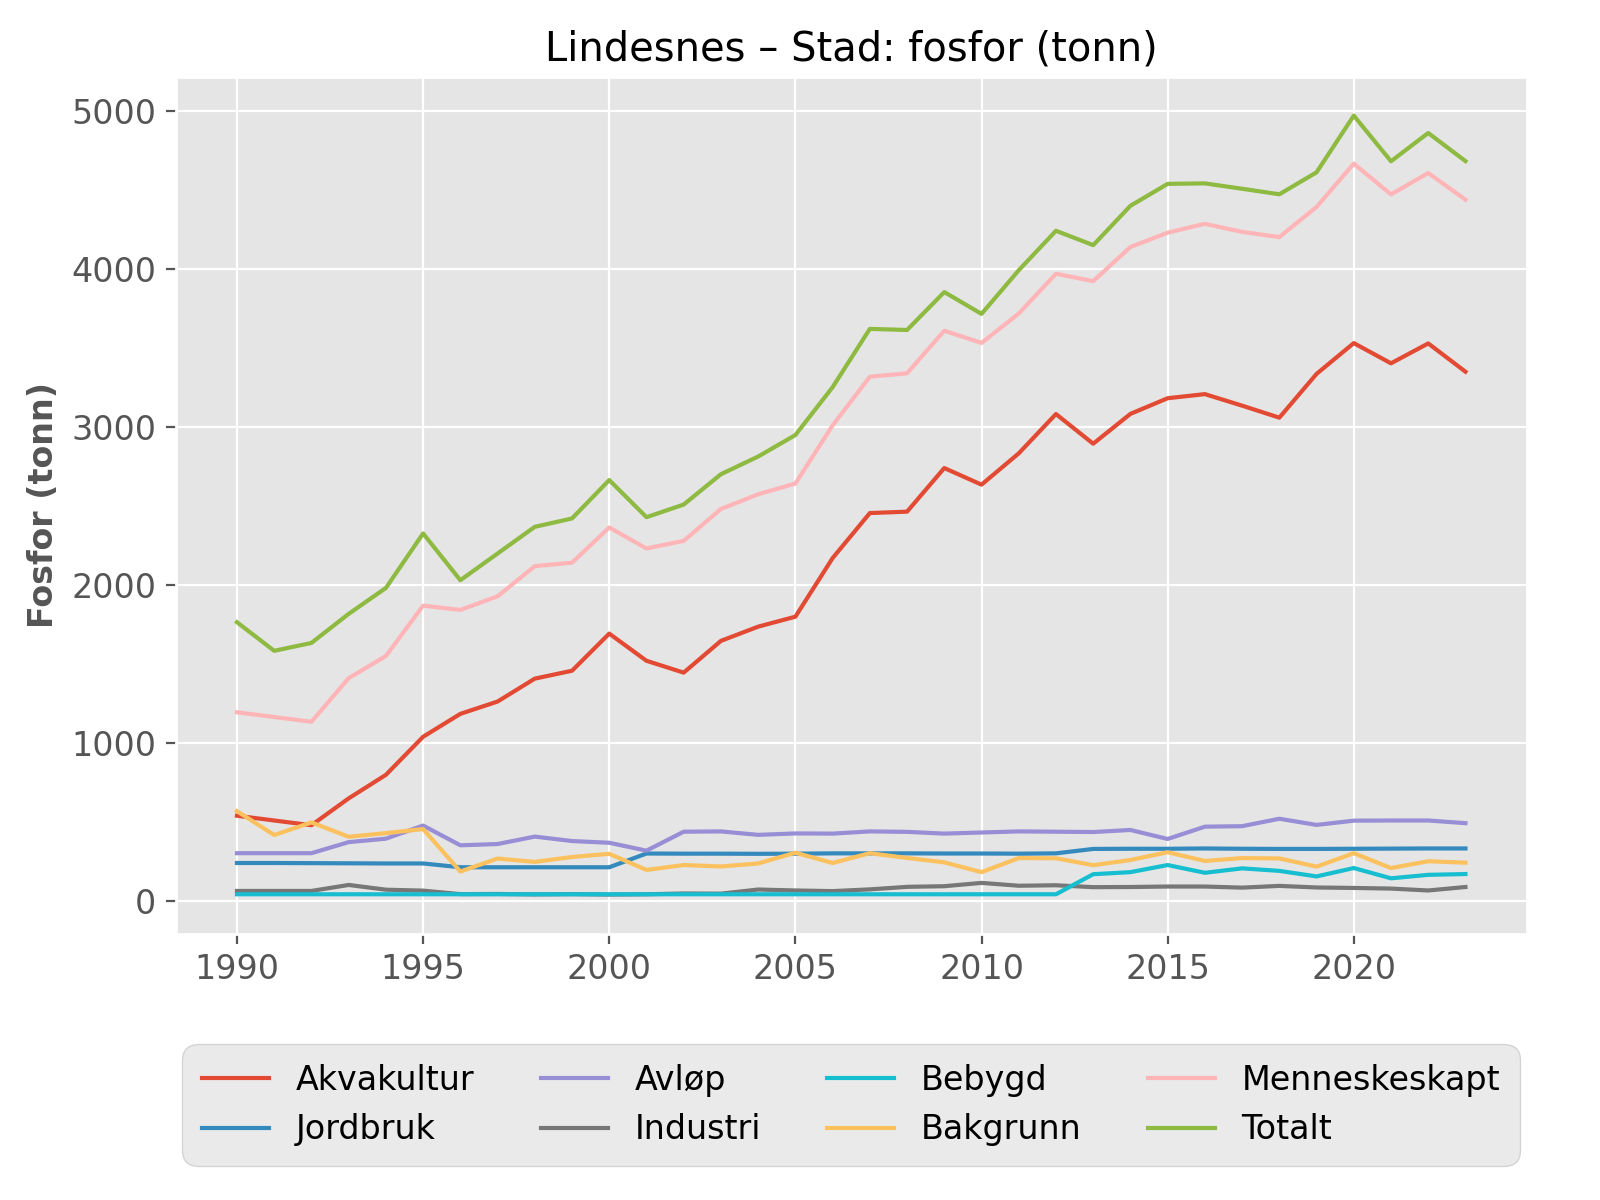 Lindesnes – Stad: fosfor (tonn)
Fosfor (tonn)
5000
4000
3000
2000
1000
0
1990 1995 2000 2005 2010 2015 2020
Akvakultur Avløp Bebygd Menneskeskapt
Jordbruk Industri Bakgrunn Totalt